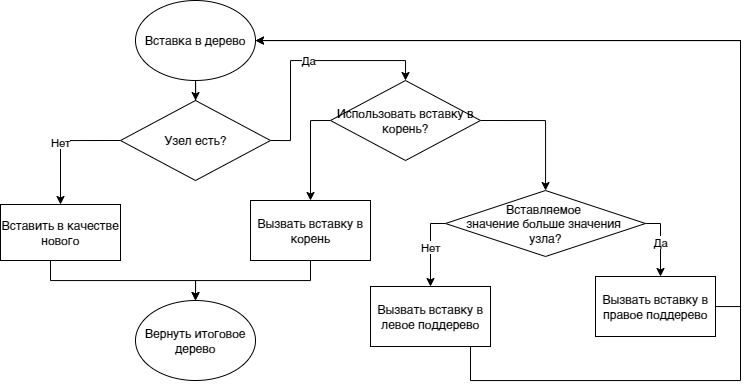 Вставка в дерево
Да
Использовать вставку в
корень?
Узел есть?
Нет
Вставить в качестве
нового
Вызвать вставку в
корень
Вставляемое
значение больше значения
узла?
Нет
Да
Вызвать вставку в
левое поддерево
Вызвать вставку в
правое поддерево
Вернуть итоговое
дерево